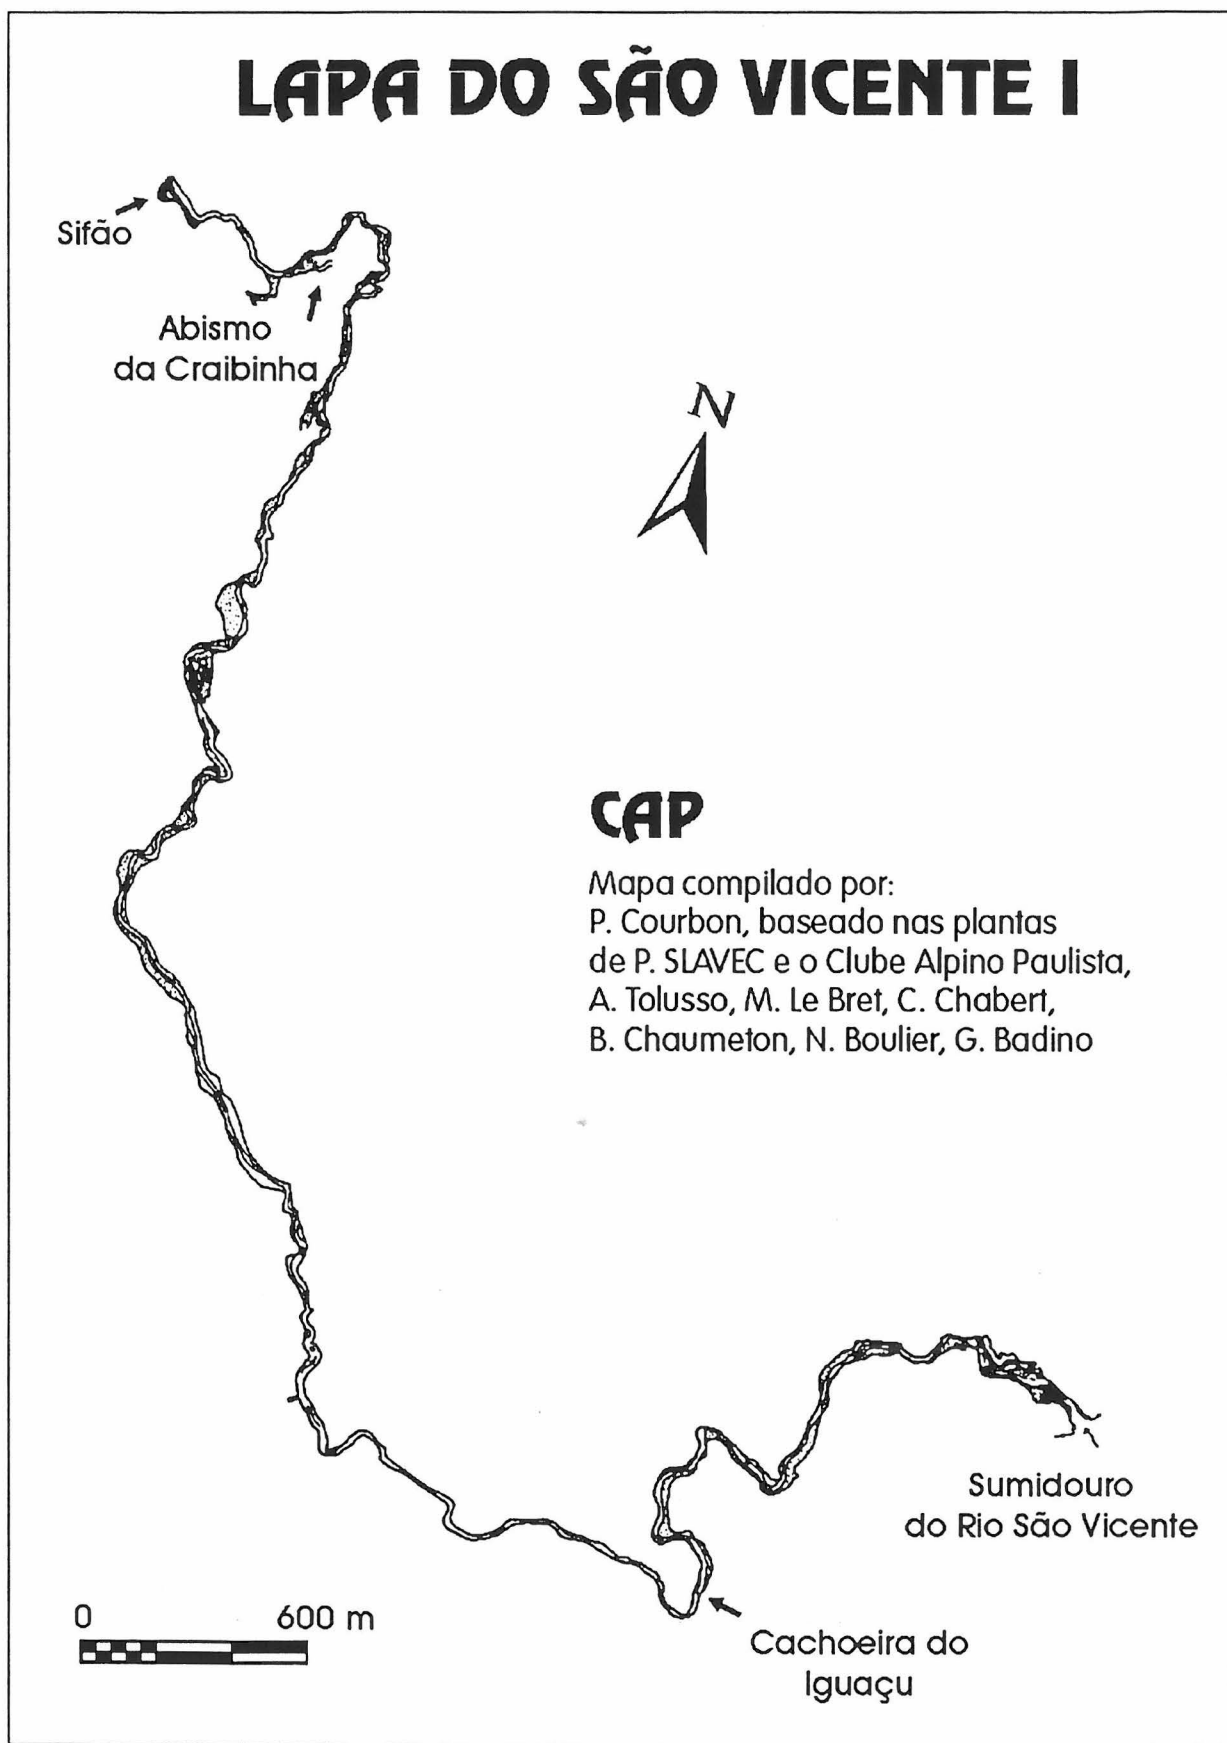 LAPA DO SÃO VICENTE I
Sifão
Abismo
da Craibinha
N
CAP
Mapa compilado por:
P. Courbon, baseado nas plantas
de P. SLAVEC e o Clube Alpino Paulista,
A. Tolusso, M. Le Bret, C. Chabert,
B. Chaumeton, N. Boulier, G. Badino
Sumidouro
do Rio São Vicente
0 600 m
Cachoeira do
Iguaçu